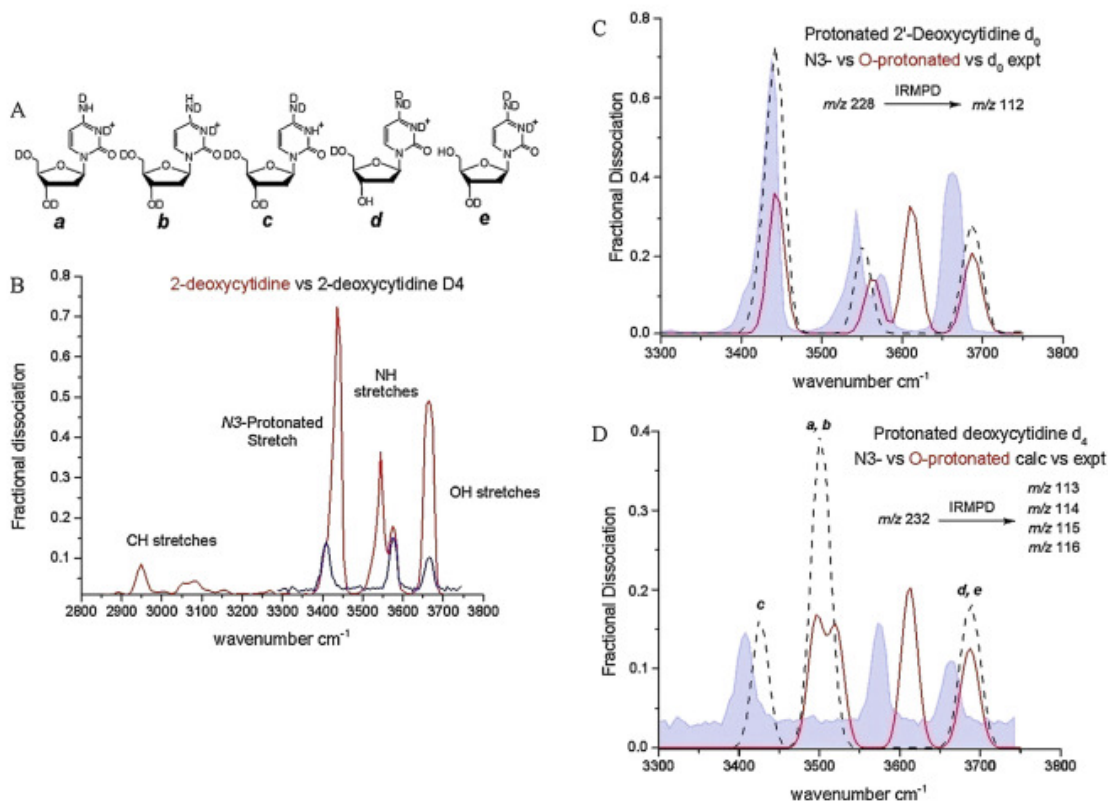 A
D
NH
ND⁺
DO
N
O
O
OD
a
H
ND
ND⁺
DO
N
O
O
OD
b
D
ND
NH⁺
DO
N
O
O
OD
c
D
ND
ND⁺
DO
N
O
O
OH
d
D
ND
ND⁺
HO
N
O
O
OD
e
B
2-deoxycytidine vs 2-deoxycytidine D4
0.8
0.7
0.6
0.5
0.4
0.3
0.2
0.1
Fractional dissociation
CH stretches
N3-Protonated
Stretch
NH
stretches
OH stretches
2800 2900 3000 3100 3200 3300 3400 3500 3600 3700 3800
wavenumber cm⁻¹
C
Protonated 2'-Deoxycytidine d₀
N3- vs O-protonated vs d₀ expt
IRMPD
m/z 228
m/z 112
0.8
0.6
0.4
0.2
0.0
Fractional Dissociation
3300 3400 3500 3600 3700 3800
wavenumber cm⁻¹
D
Protonated deoxycytidine d₄
N3- vs O-protonated calc vs expt
m/z 113
m/z 114
m/z 115
m/z 116
IRMPD
m/z 232
a, b
c
d, e
0.4
0.3
0.2
0.1
0.0
Fractional Dissociation
3300 3400 3500 3600 3700 3800
wavenumber cm⁻¹